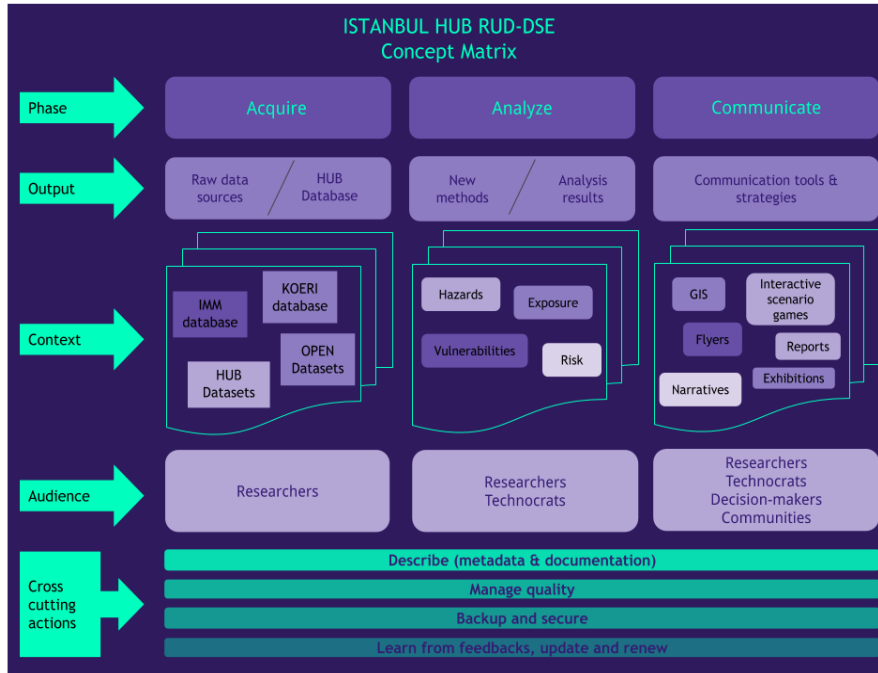 ISTANBUL HUB RUD-DSE
Concept Matrix
Phase
Acquire
Analyze
Communicate
Output
Raw data
sources
HUB
Database
New
methods
Analysis
results
Communication tools &
strategies
Context
IMM
database
KOERI
database
HUB
Datasets
OPEN
Datasets
Hazards
Exposure
Vulnerabilities
Risk
GIS
Interactive
scenario
games
Flyers
Reports
Narratives
Exhibitions
Audience
Researchers
Researchers
Technocrats
Researchers
Technocrats
Decision-makers
Communities
Cross
cutting
actions
Describe (metadata & documentation)
Manage quality
Backup and secure
Learn from feedbacks, update and renew